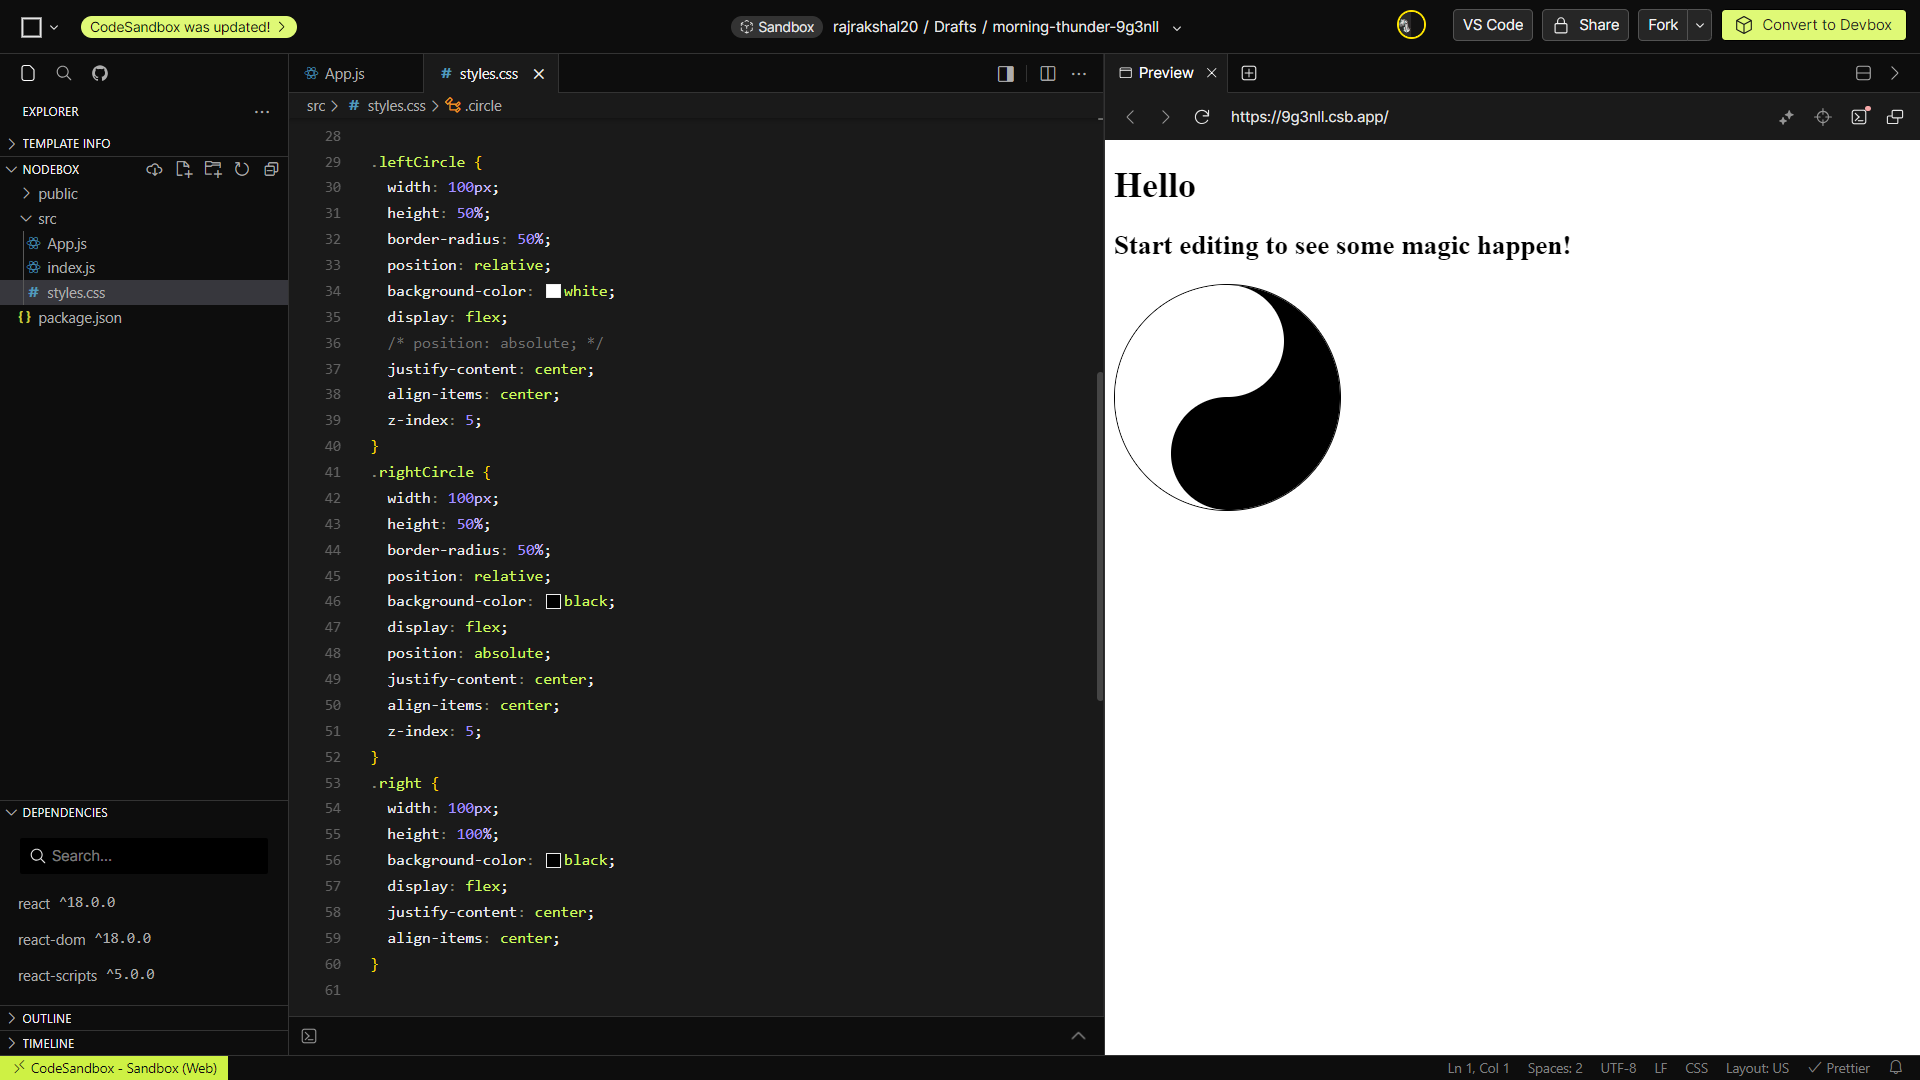 CodeSandbox was updated!
Sandbox rajrakshal20 / Drafts / morning-thunder-9g3nll
VS Code Share Fork Convert to Devbox
App.js
# styles.css
Preview
EXPLORER
src > # styles.css > .circle
https://9g3nll.csb.app/
TEMPLATE INFO
NODEBOX
public
src
App.js
index.js
# styles.css
{} package.json
28
29 .leftCircle {
30 width: 100px;
31 height: 50%;
32 border-radius: 50%;
33 position: relative;
34 background-color: white;
35 display: flex;
36 /* position: absolute; */
37 justify-content: center;
38 align-items: center;
39 z-index: 5;
40 }
41 .rightCircle {
42 width: 100px;
43 height: 50%;
44 border-radius: 50%;
45 position: relative;
46 background-color: black;
47 display: flex;
48 position: absolute;
49 justify-content: center;
50 align-items: center;
51 z-index: 5;
52 }
53 .right {
54 width: 100px;
55 height: 100%;
56 background-color: black;
57 display: flex;
58 justify-content: center;
59 align-items: center;
60 }
61
Hello
Start editing to see some magic happen!
DEPENDENCIES
Search...
react ^18.0.0
react-dom ^18.0.0
react-scripts ^5.0.0
OUTLINE
TIMELINE
CodeSandbox - Sandbox (Web)
Ln 1, Col 1 Spaces: 2 UTF-8 LF CSS Layout: US Prettier